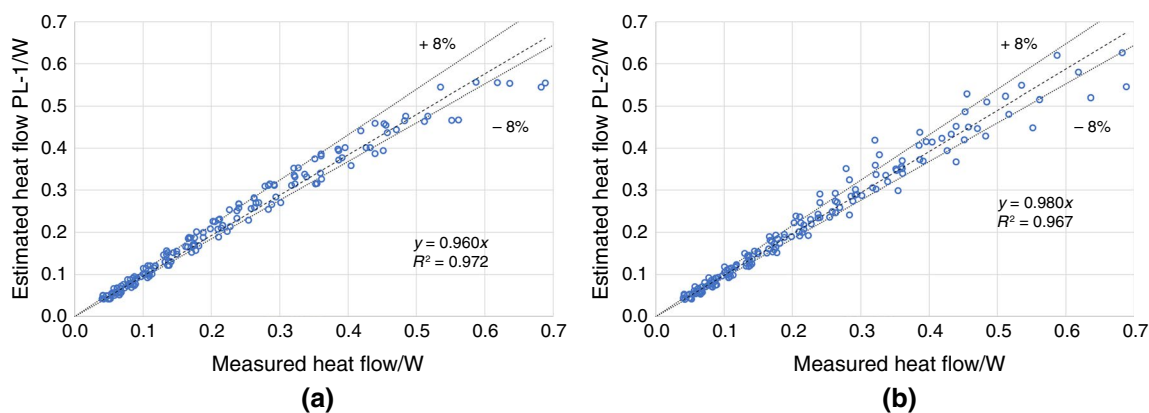 0.7
0.6
0.5
0.4
0.3
0.2
0.1
0.0
Estimated heat flow PL-1/W
+ 8%
– 8%
y = 0.960x
R² = 0.972
0.0 0.1 0.2 0.3 0.4 0.5 0.6 0.7
Measured heat flow/W
(a)
0.7
0.6
0.5
0.4
0.3
0.2
0.1
0.0
Estimated heat flow PL-2/W
+ 8%
– 8%
y = 0.980x
R² = 0.967
0.0 0.1 0.2 0.3 0.4 0.5 0.6 0.7
Measured heat flow/W
(b)